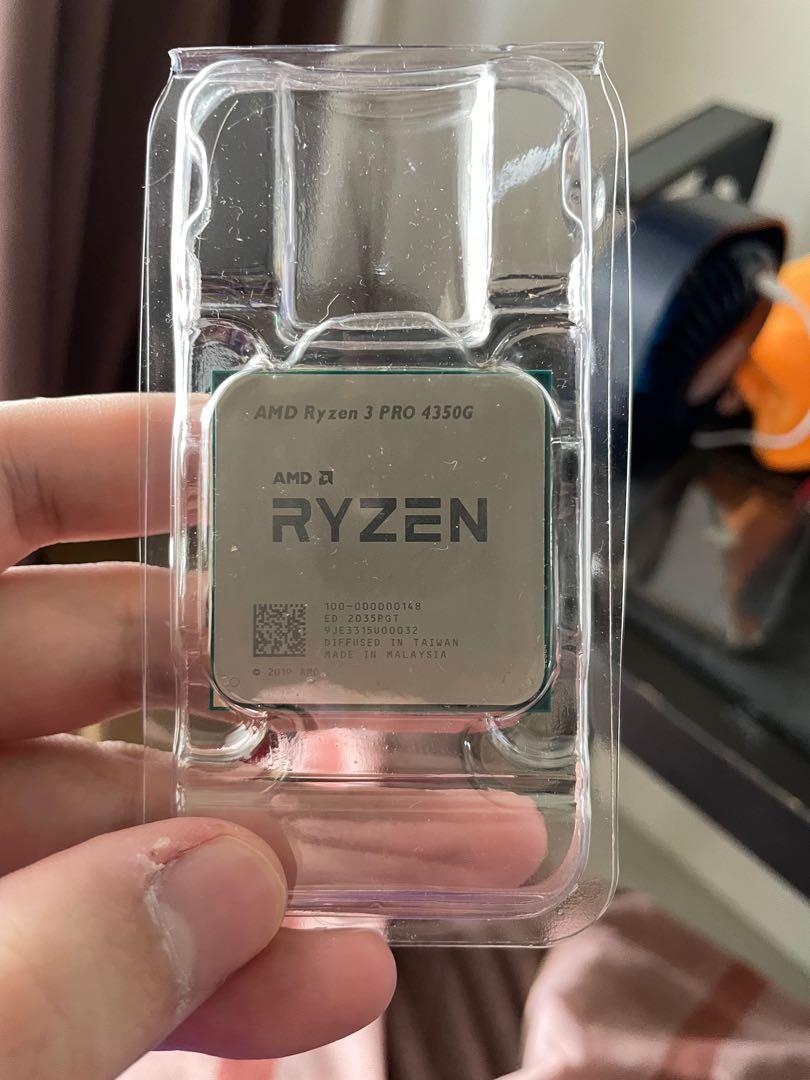 AMD Ryzen 3 PRO 4350G
AMD
RYZEN
100-000000148
ED 2035PGT
9JE3315U00032
DIFFUSED IN TAIWAN
MADE IN MALAYSIA
© 2019 AMD